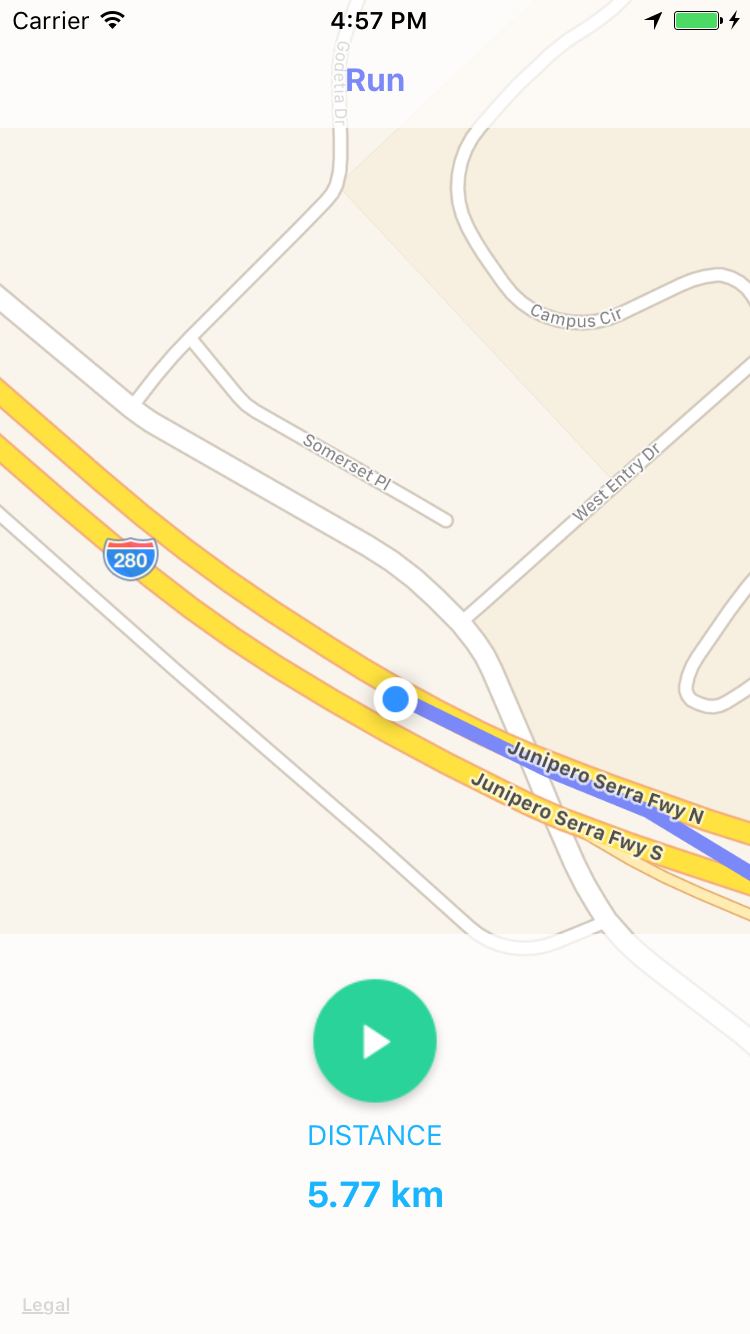 Carrier 4:57 PM
Run
Godetia Dr
Campus Cir
Somerset Pl
West Entry Dr
280
Junipero Serra Fwy N
Junipero Serra Fwy S
DISTANCE
5.77 km
Legal